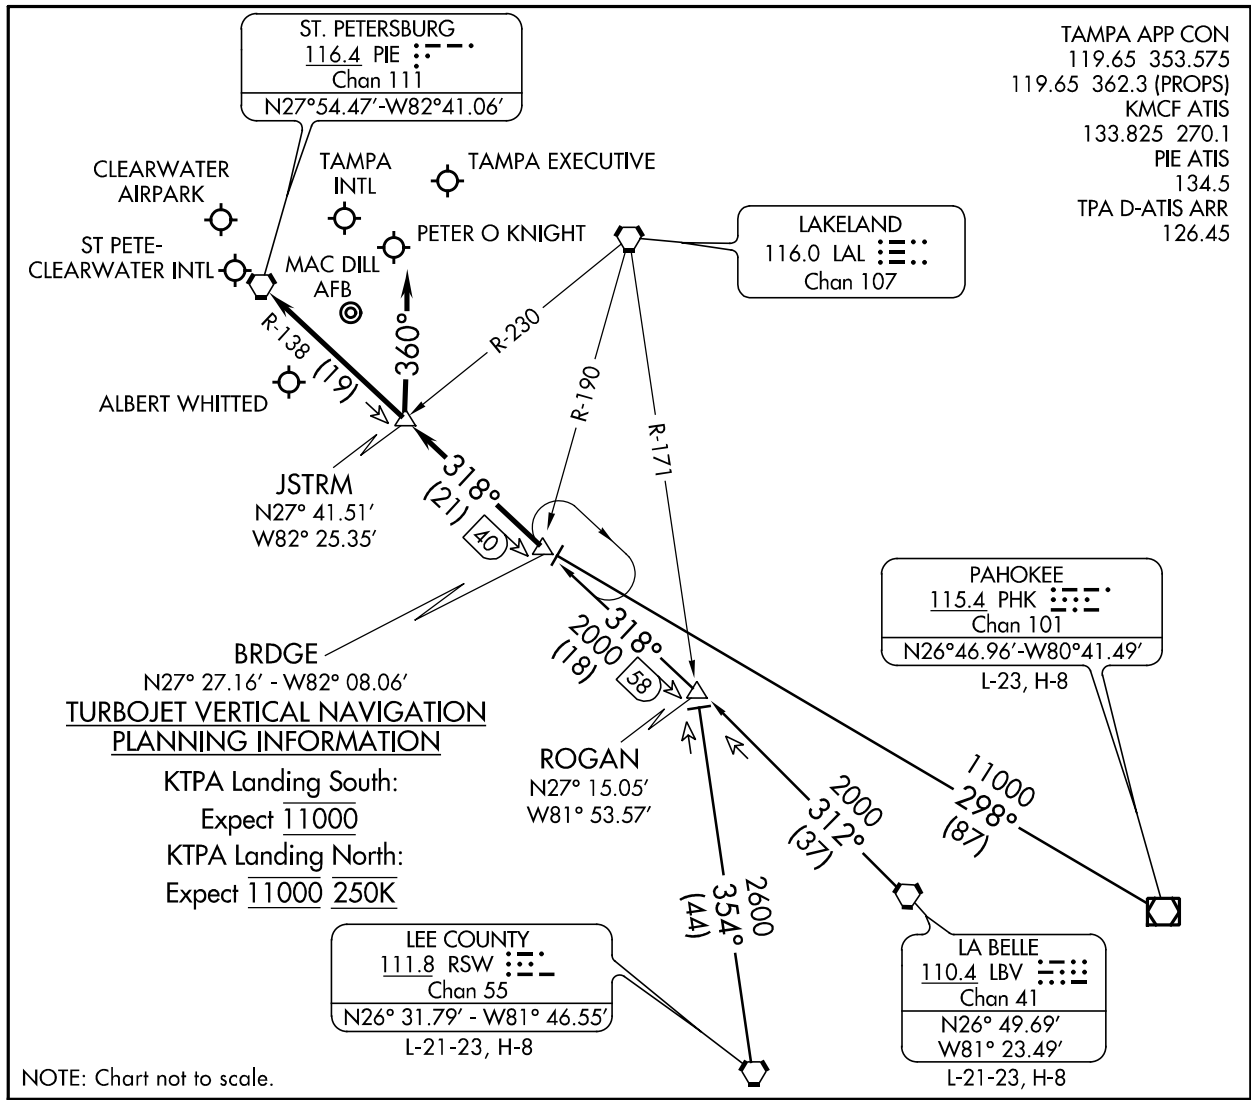 ST. PETERSBURG
116.4 PIE
Chan 111
N27°54.47′-W82°41.06′
TAMPA APP CON
119.65 353.575
119.65 362.3 (PROPS)
KMCF ATIS
133.825 270.1
PIE ATIS
134.5
TPA D-ATIS ARR
126.45
CLEARWATER
AIRPARK
TAMPA
INTL
TAMPA EXECUTIVE
ST PETE-
CLEARWATER INTL
MAC DILL
AFB
PETER O KNIGHT
LAKELAND
116.0 LAL
Chan 107
R-138
(19)
360°
R-230
R-190
R-171
ALBERT WHITTED
JSTRM
N27° 41.51′
W82° 25.35′
318°
(21)
40
BRDGE
N27° 27.16′ - W82° 08.06′
318°
2000
(18)
58
PAHOKEE
115.4 PHK
Chan 101
N26°46.96′-W80°41.49′
L-23, H-8
TURBOJET VERTICAL NAVIGATION
PLANNING INFORMATION
KTPA Landing South:
Expect 11000
KTPA Landing North:
Expect 11000 250K
ROGAN
N27° 15.05′
W81° 53.57′
2000
312°
(37)
11000
298°
(87)
2600
354°
(44)
LEE COUNTY
111.8 RSW
Chan 55
N26° 31.79′ - W81° 46.55′
L-21-23, H-8
LA BELLE
110.4 LBV
Chan 41
N26° 49.69′
W81° 23.49′
L-21-23, H-8
NOTE: Chart not to scale.